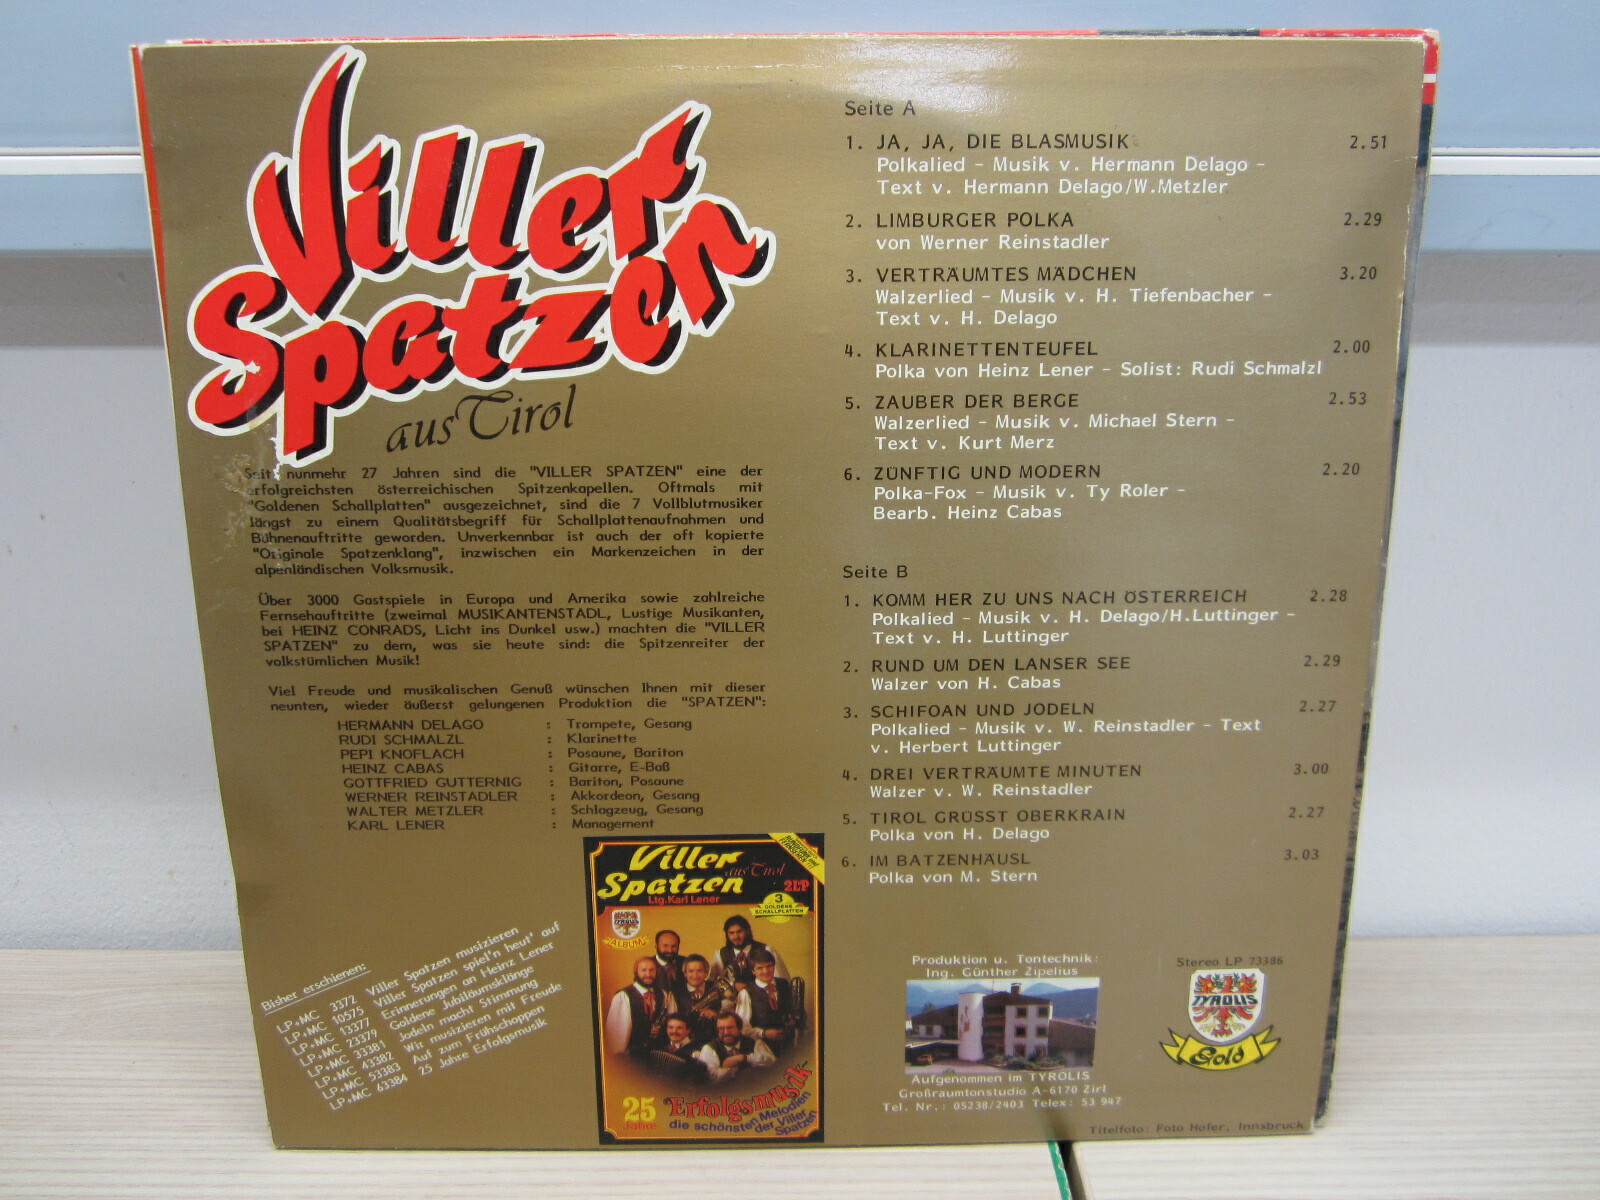 Viller
Spatzen
aus Tirol
Seit nunmehr 27 Jahren sind die "VILLER SPATZEN" eine der
erfolgreichsten österreichischen Spitzenkapellen. Oftmals mit
"Goldenen Schallplatten" ausgezeichnet, sind die 7 Vollblutmusiker
längst zu einem Qualitätsbegriff für Schallplattenaufnahmen und
Bühnenauftritte geworden. Unverkennbar ist auch der oft kopierte
"Originale Spatzenklang", inzwischen ein Markenzeichen in der
alpenländischen Volksmusik.
Über 3000 Gastspiele in Europa und Amerika sowie zahlreiche
Fernsehauftritte (zweimal MUSIKANTENSTADL, Lustige Musikanten,
bei HEINZ CONRADS, Licht ins Dunkel usw.) machten die "VILLER
SPATZEN" zu dem, was sie heute sind: die Spitzenreiter der
volkstümlichen Musik!
Viel Freude und musikalischen Genuß wünschen Ihnen mit dieser
neunten, wieder äußerst gelungenen Produktion die "SPATZEN":
HERMANN DELAGO : Trompete, Gesang
RUDI SCHMALZL : Klarinette
PEPI KNOFLACH : Posaune, Bariton
HEINZ CABAS : Gitarre, E-Baß
GOTTFRIED GUTTERNIG : Bariton, Posaune
WERNER REINSTADLER : Akkordeon, Gesang
WALTER METZLER : Schlagzeug, Gesang
KARL LENER : Management
Bisher erschienen:
LP+MC 3372 Viller Spatzen musizieren
LP+MC 10575 Viller Spatzen spiel'n heut' auf
LP+MC 13377 Erinnerungen an Heinz Lener
LP+MC 23379 Goldene Jubiläumsklänge
LP+MC 33381 Jodeln macht Stimmung
LP+MC 43382 Wir musizieren mit Freude
LP+MC 53383 Auf zum Frühschoppen
LP+MC 63384 25 Jahre Erfolgsmusik
Viller
Spatzen
aus Tirol
2LP
Ltg. Karl Lener
3
GOLDENE
SCHALLPLATTEN
TYROLIS
ALBUM
25
Jahre
Erfolgsmusik
die schönsten Melodien
der Viller
Spatzen
Seite A
1. JA, JA, DIE BLASMUSIK 2.51
Polkalied - Musik v. Hermann Delago -
Text v. Hermann Delago/W.Metzler
2. LIMBURGER POLKA 2.29
von Werner Reinstadler
3. VERTRÄUMTES MÄDCHEN 3.20
Walzerlied - Musik v. H. Tiefenbacher -
Text v. H. Delago
4. KLARINETTENTEUFEL 2.00
Polka von Heinz Lener - Solist: Rudi Schmalzl
5. ZAUBER DER BERGE 2.53
Walzerlied - Musik v. Michael Stern -
Text v. Kurt Merz
6. ZÜNFTIG UND MODERN 2.20
Polka-Fox - Musik v. Ty Roler -
Bearb. Heinz Cabas
Seite B
1. KOMM HER ZU UNS NACH ÖSTERREICH 2.28
Polkalied - Musik v. H. Delago/H.Luttinger -
Text v. H. Luttinger
2. RUND UM DEN LANSER SEE 2.29
Walzer von H. Cabas
3. SCHIFOAN UND JODELN 2.27
Polkalied - Musik v. W. Reinstadler - Text
v. Herbert Luttinger
4. DREI VERTRÄUMTE MINUTEN 3.00
Walzer v. W. Reinstadler
5. TIROL GRÜSST OBERKRAIN 2.27
Polka von H. Delago
6. IM BATZENHÄUSL 3.03
Polka von M. Stern
Produktion u. Tontechnik:
Ing. Günther Zipelius
Aufgenommen im TYROLIS
Großraumtonstudio A-6170 Zirl
Tel. Nr.: 05238/2403 Telex: 53 947
Stereo LP 73386
TYROLIS
Gold
Titelfoto: Foto Hofer, Innsbruck